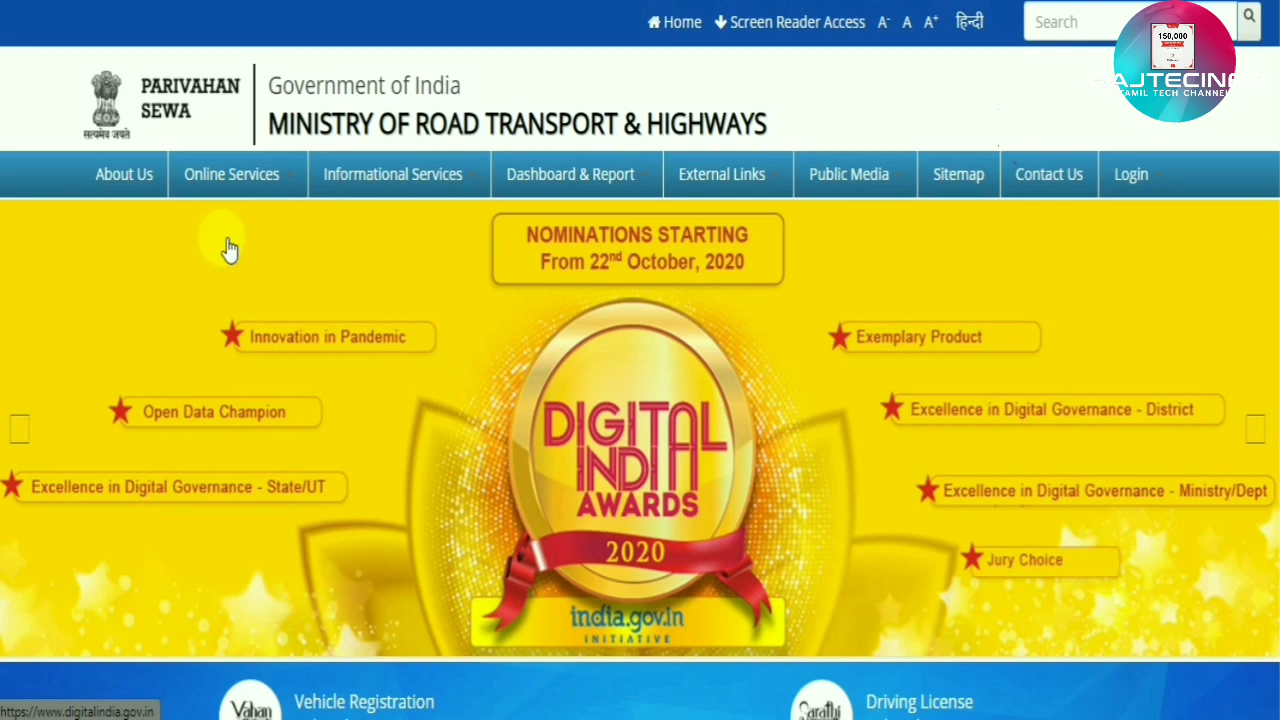 Home Screen Reader Access A- A A+ हिन्दी Search
150,000
RAJTECINFO
TAMIL TECH CHANNEL
PARIVAHAN
SEWA
सत्यमेव जयते
Government of India
MINISTRY OF ROAD TRANSPORT & HIGHWAYS
About Us Online Services Informational Services Dashboard & Report External Links Public Media Sitemap Contact Us Login
NOMINATIONS STARTING
From 22nd October, 2020
Innovation in Pandemic
Exemplary Product
Open Data Champion
Excellence in Digital Governance - District
Excellence in Digital Governance - State/UT
Excellence in Digital Governance - Ministry/Dept
Jury Choice
DIGITAL
INDIA
AWARDS
2020
india.gov.in
INITIATIVE
Vahan
Vehicle Registration
Sarathi
Driving License
https://www.digitalindia.gov.in